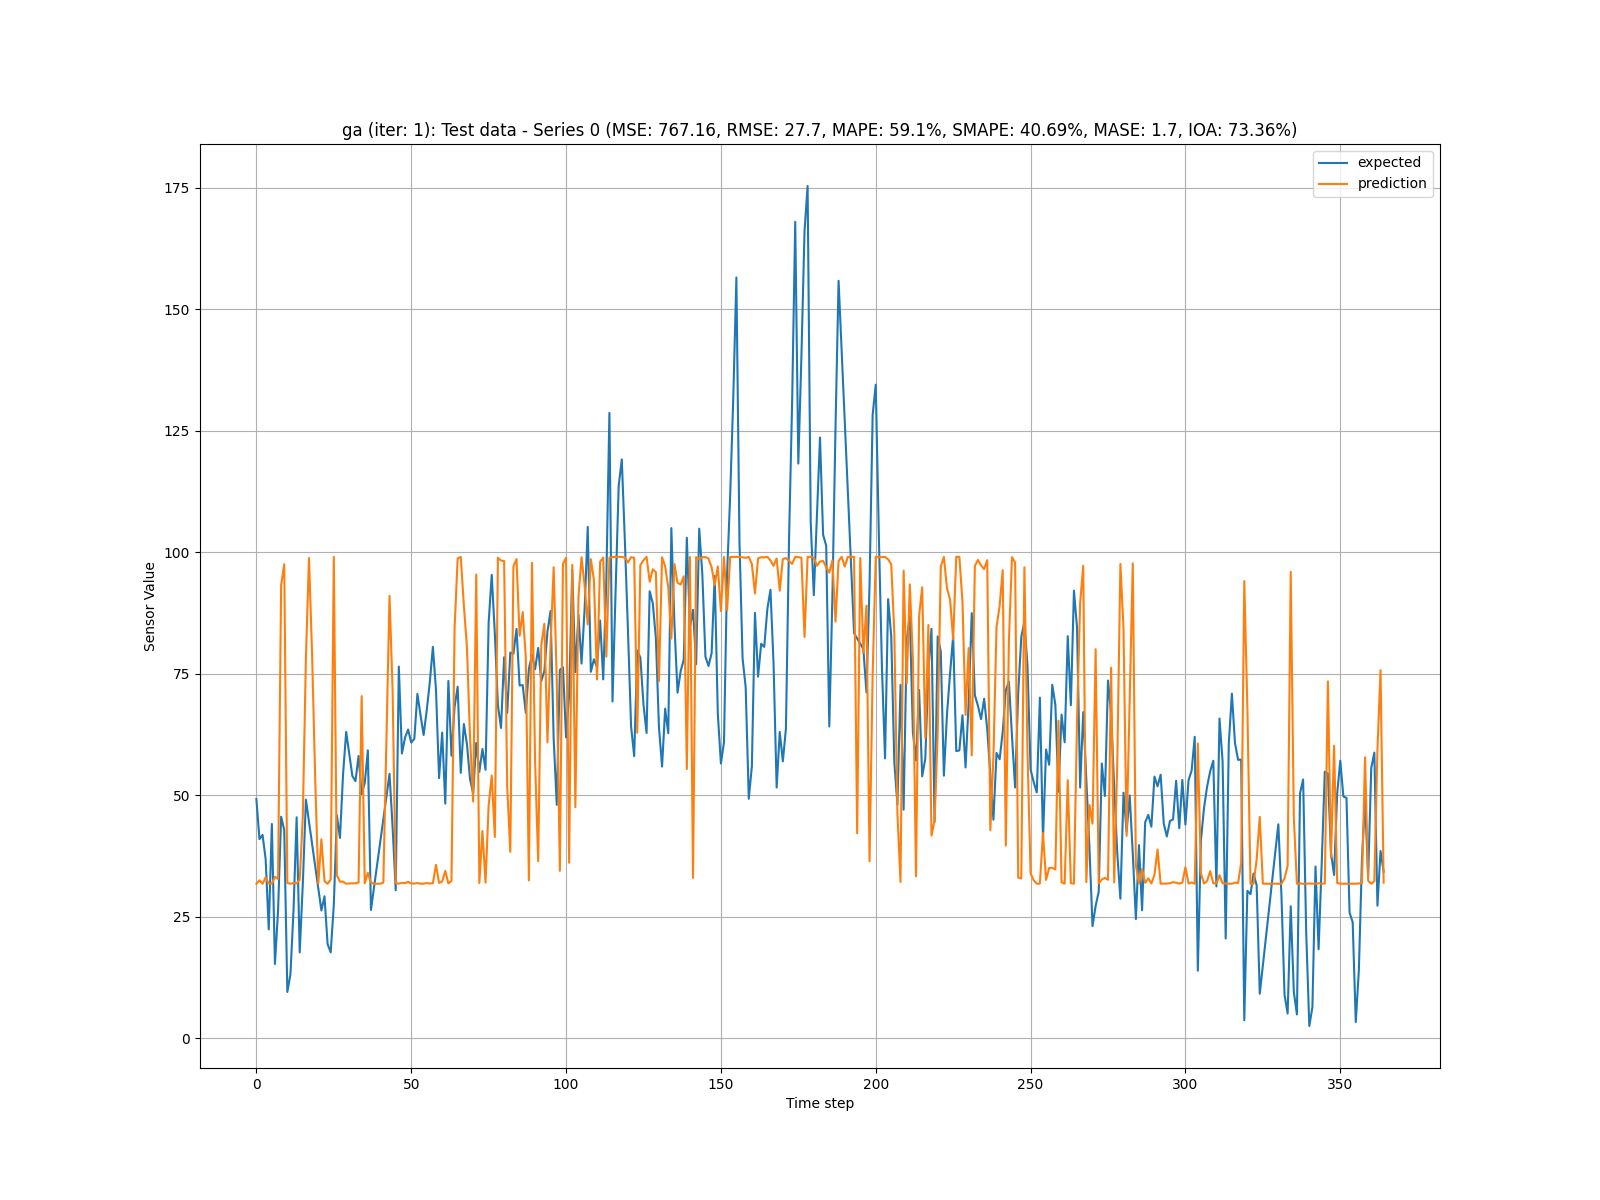 ga (iter: 1): Test data - Series 0 (MSE: 767.16, RMSE: 27.7, MAPE: 59.1%, SMAPE: 40.69%, MASE: 1.7, IOA: 73.36%)
expected
prediction
175
150
125
100
75
50
25
0
Sensor Value
0 50 100 150 200 250 300 350
Time step